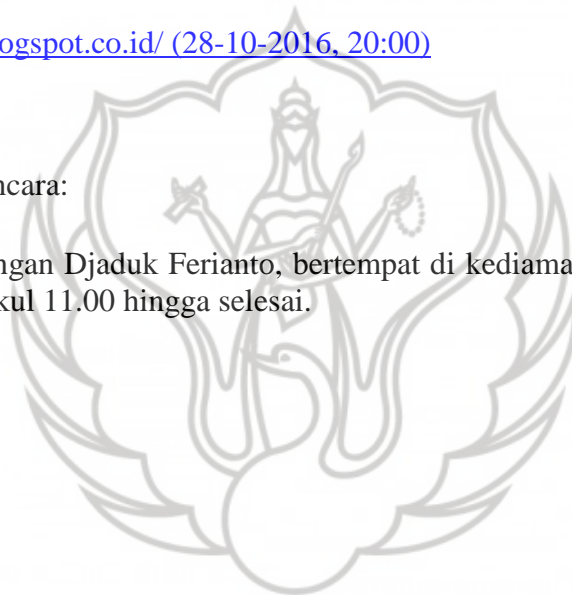 ogspot.co.id/ (28-10-2016, 20:00)
ncara:
ngan Djaduk Ferianto, bertempat di kediama
kul 11.00 hingga selesai.